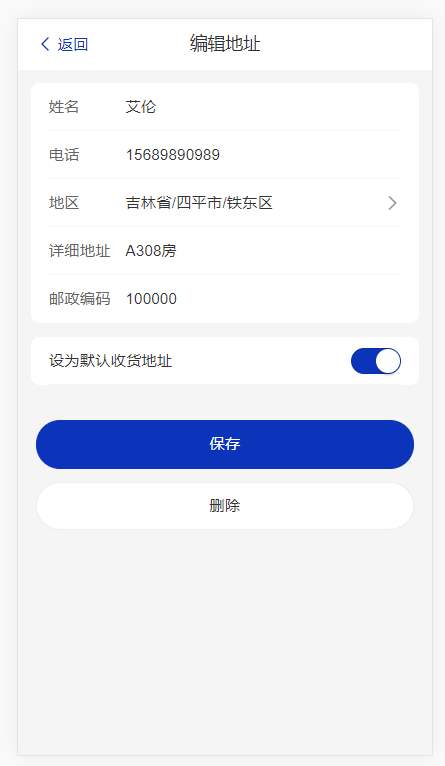 返回 编辑地址
姓名 艾伦
电话 15689890989
地区 吉林省/四平市/铁东区
详细地址 A308房
邮政编码 100000
设为默认收货地址
保存
删除